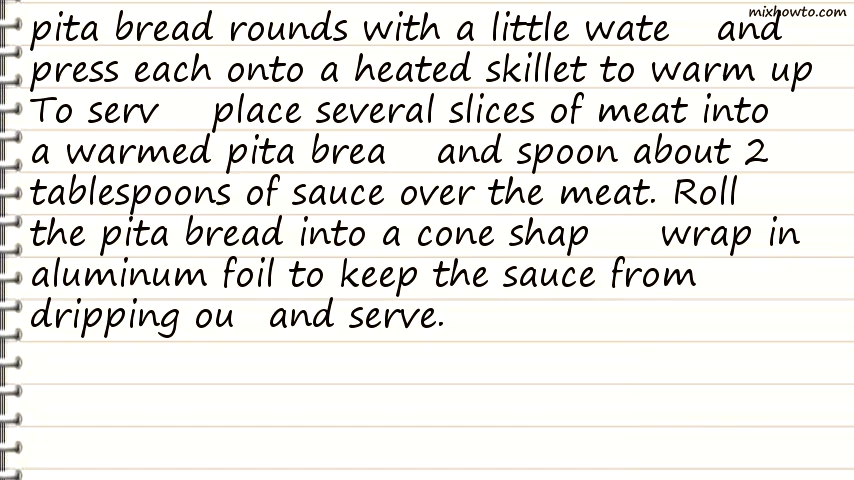 mixhowto.com
pita bread rounds with a little wate and
press each onto a heated skillet to warm up
To serv place several slices of meat into
a warmed pita brea and spoon about 2
tablespoons of sauce over the meat. Roll
the pita bread into a cone shap wrap in
aluminum foil to keep the sauce from
dripping ou and serve.